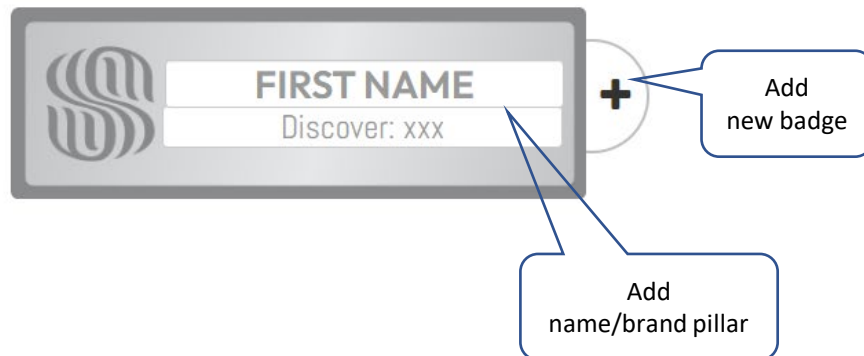 FIRST NAME
Discover: xxx
+
Add
new badge
Add
name/brand pillar